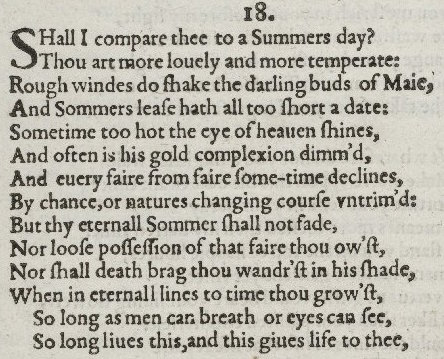 18.
SHall I compare thee to a Summers day?
Thou art more louely and more temperate:
Rough windes do ſhake the darling buds of Maie,
And Sommers leaſe hath all too ſhort a date:
Sometime too hot the eye of heauen ſhines,
And often is his gold complexion dimm'd,
And euery faire from faire ſome-time declines,
By chance,or natures changing courſe vntrim'd:
But thy eternall Sommer ſhall not fade,
Nor looſe poſſeſſion of that faire thou ow'ſt,
Nor ſhall death brag thou wandr'ſt in his ſhade,
When in eternall lines to time thou grow'ſt,
So long as men can breath or eyes can ſee,
So long liues this,and this giues life to thee,